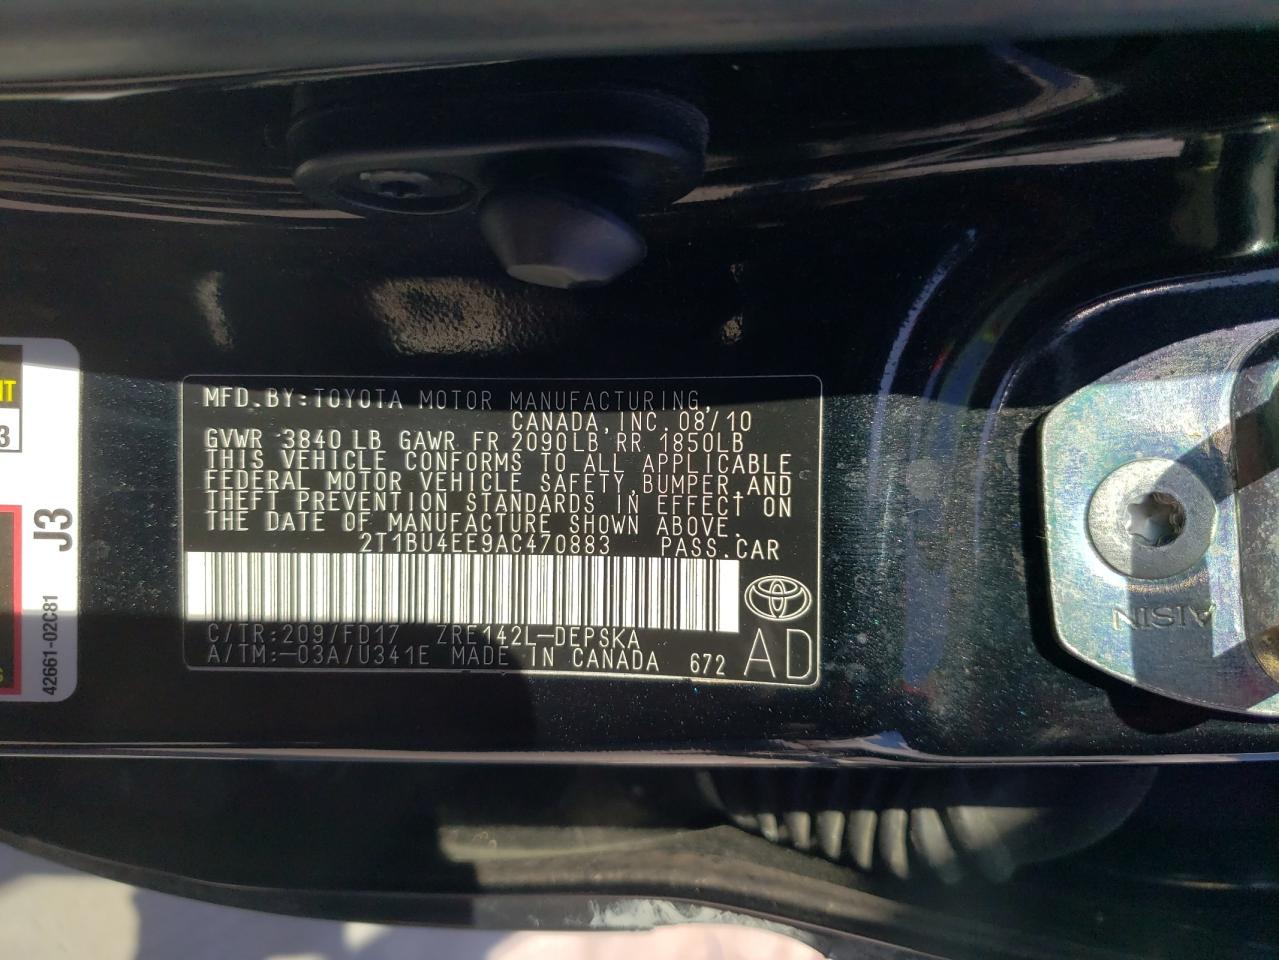 MFD.BY:TOYOTA MOTOR MANUFACTURING,
CANADA, INC. 08/10
GVWR 3840 LB GAWR FR 2090LB RR 1850LB
THIS VEHICLE CONFORMS TO ALL APPLICABLE
FEDERAL MOTOR VEHICLE SAFETY, BUMPER, AND
THEFT PREVENTION STANDARDS IN EFFECT ON
THE DATE OF MANUFACTURE SHOWN ABOVE.
2T1BU4EE9AC470883 PASS.CAR
C/TR:209/FD17 ZRE142L-DEPSKA
A/TM:-03A/U341E MADE IN CANADA 672
AD
J3
42661-02C81
AISIN